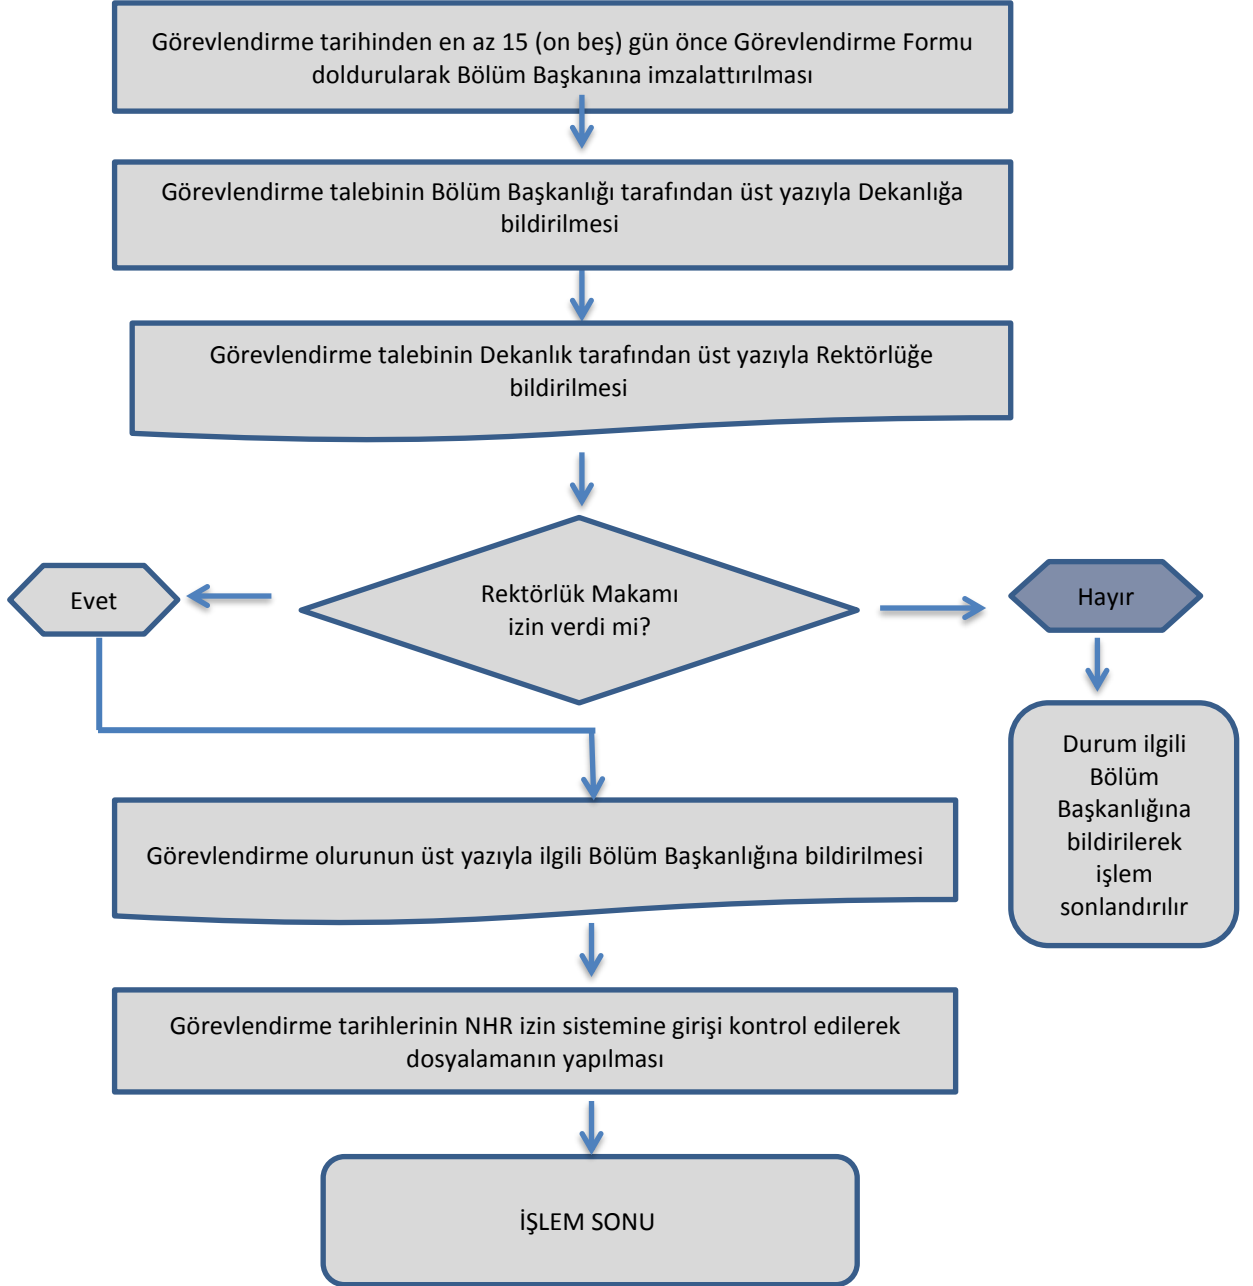 Görevlendirme tarihinden en az 15 (on beş) gün önce Görevlendirme Formu
doldurularak Bölüm Başkanına imzalattırılması
Görevlendirme talebinin Bölüm Başkanlığı tarafından üst yazıyla Dekanlığa
bildirilmesi
Görevlendirme talebinin Dekanlık tarafından üst yazıyla Rektörlüğe
bildirilmesi
Rektörlük Makamı
izin verdi mi?
Evet
Hayır
Durum ilgili
Bölüm
Başkanlığına
bildirilerek
işlem
sonlandırılır
Görevlendirme olurunun üst yazıyla ilgili Bölüm Başkanlığına bildirilmesi
Görevlendirme tarihlerinin NHR izin sistemine girişi kontrol edilerek
dosyalamanın yapılması
İŞLEM SONU